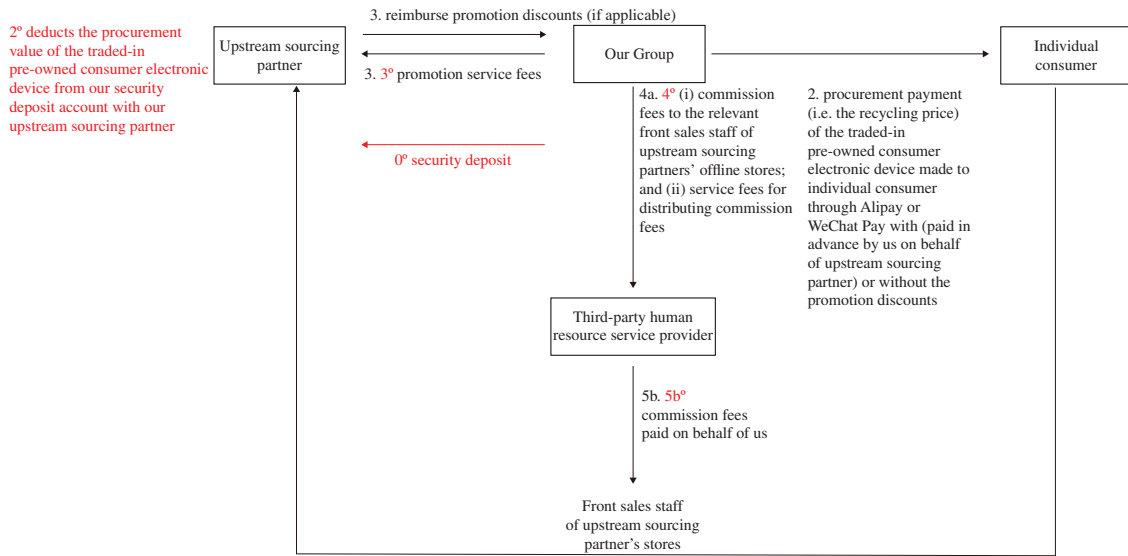 3. reimburse promotion discounts (if applicable)
2º deducts the procurement
value of the traded-in
pre-owned consumer electronic
device from our security
deposit account with our
upstream sourcing partner
Upstream sourcing
partner
Our Group
Individual
consumer
3. 3º promotion service fees
0º security deposit
4a. 4º (i) commission
fees to the relevant
front sales staff of
upstream sourcing
partners’ offline stores;
and (ii) service fees for
distributing commission
fees
2. procurement payment
(i.e. the recycling price)
of the traded-in
pre-owned consumer
electronic device made to
individual consumer
through Alipay or
WeChat Pay with (paid in
advance by us on behalf
of upstream sourcing
partner) or without the
promotion discounts
Third-party human
resource service provider
5b. 5bº
commission fees
paid on behalf of us
Front sales staff
of upstream sourcing
partner’s stores